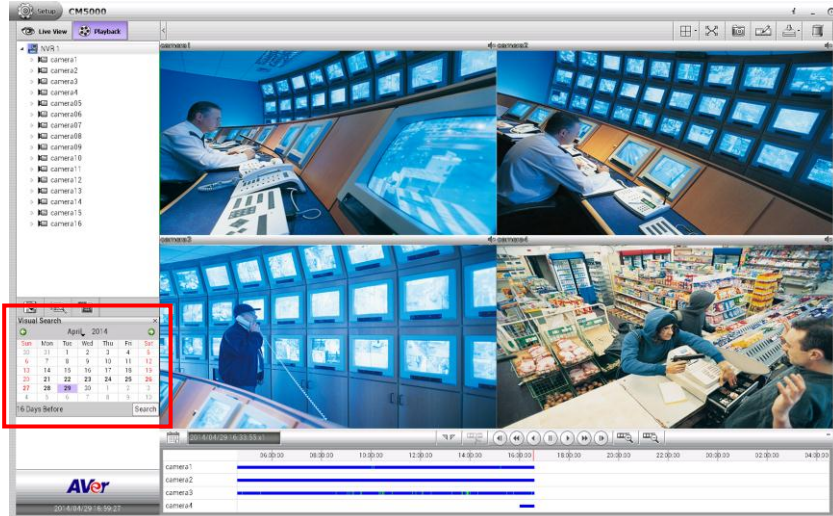 Setup CM5000
Live View Playback
NVR 1
camera1
camera2
camera3
camera4
camera05
camera06
camera07
camera08
camera09
camera10
camera11
camera12
camera13
camera14
camera15
camera16
camera1 camera2
camera3 camera4
Visual Search
April, 2014
Sun Mon Tue Wed Thu Fri Sat
30 31 1 2 3 4 5
6 7 8 9 10 11 12
13 14 15 16 17 18 19
20 21 22 23 24 25 26
27 28 29 30 1 2 3
4 5 6 7 8 9 10
16 Days Before Search
2014/04/29 16:33:55 x1
06:00:00 08:00:00 10:00:00 12:00:00 14:00:00 16:00:00 18:00:00 20:00:00 22:00:00 00:00:00 02:00:00 04:00:00
camera1
camera2
camera3
camera4
AVer
2014/04/29 16:59:27